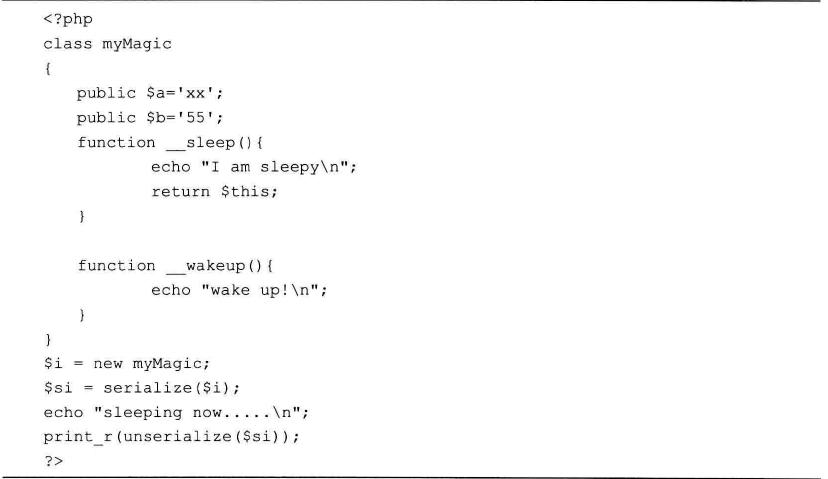 <?php
class myMagic
{
public $a='xx';
public $b='55';
function __sleep(){
echo "I am sleepy\n";
return $this;
}
function __wakeup(){
echo "wake up!\n";
}
}
$i = new myMagic;
$si = serialize($i);
echo "sleeping now.....\n";
print_r(unserialize($si));
?>